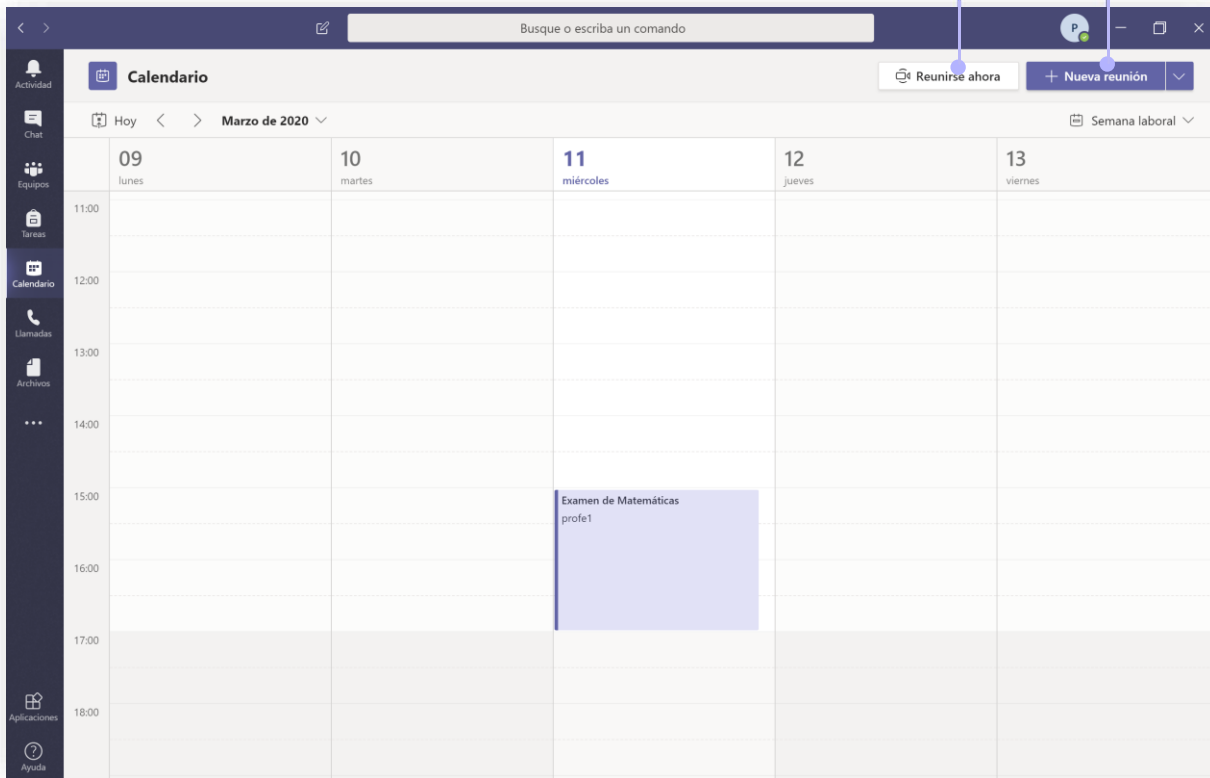 Busque o escriba un comando
P
Actividad
Calendario
Reunirse ahora
+ Nueva reunión
Chat
Hoy
Marzo de 2020
Semana laboral
Equipos
09
lunes
10
martes
11
miércoles
12
jueves
13
viernes
Tareas
11:00
Calendario
12:00
Llamadas
13:00
Archivos
14:00
15:00
Examen de Matemáticas
profe1
16:00
17:00
Aplicaciones
18:00
Ayuda